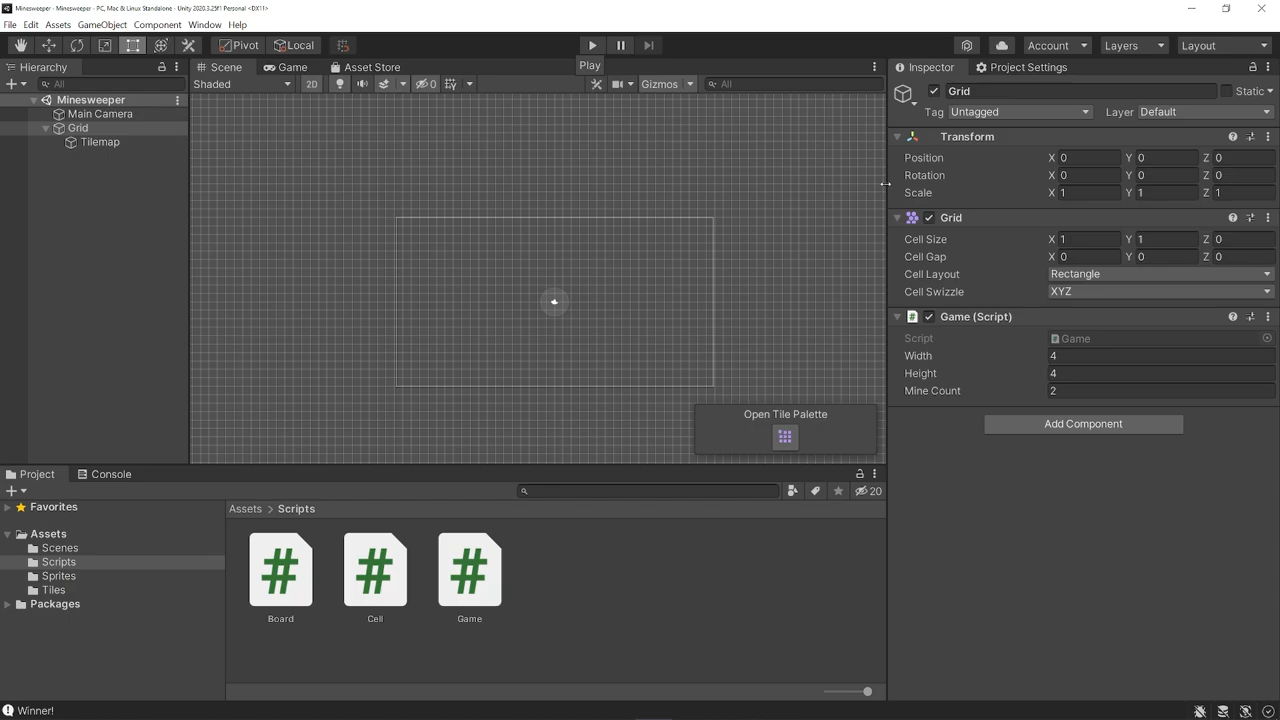 Minesweeper - Minesweeper - PC, Mac & Linux Standalone - Unity 2020.3.25f1 Personal <DX11>
File Edit Assets GameObject Component Window Help
Pivot Local Account Layers Layout
Play
Hierarchy
All
Minesweeper
Main Camera
Grid
Tilemap
Scene Game Asset Store
Shaded 2D 0 Gizmos All
Open Tile Palette
Inspector Project Settings
Grid Static
Tag Untagged Layer Default
Transform
Position X 0 Y 0 Z 0
Rotation X 0 Y 0 Z 0
Scale X 1 Y 1 Z 1
Grid
Cell Size X 1 Y 1 Z 0
Cell Gap X 0 Y 0 Z 0
Cell Layout Rectangle
Cell Swizzle XYZ
# Game (Script)
Script Game
Width 4
Height 4
Mine Count 2
Add Component
Project Console
20
Favorites
Assets
Scenes
Scripts
Sprites
Tiles
Packages
Assets > Scripts
# # #
Board Cell Game
Winner!